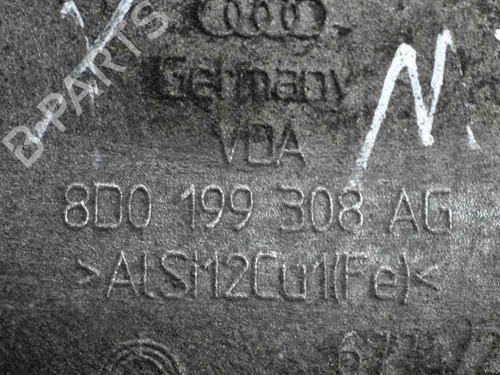 Germany
VDA
8D0 199 308 AG
>AlSi12Cu1(Fe)<
B-PARTS
N